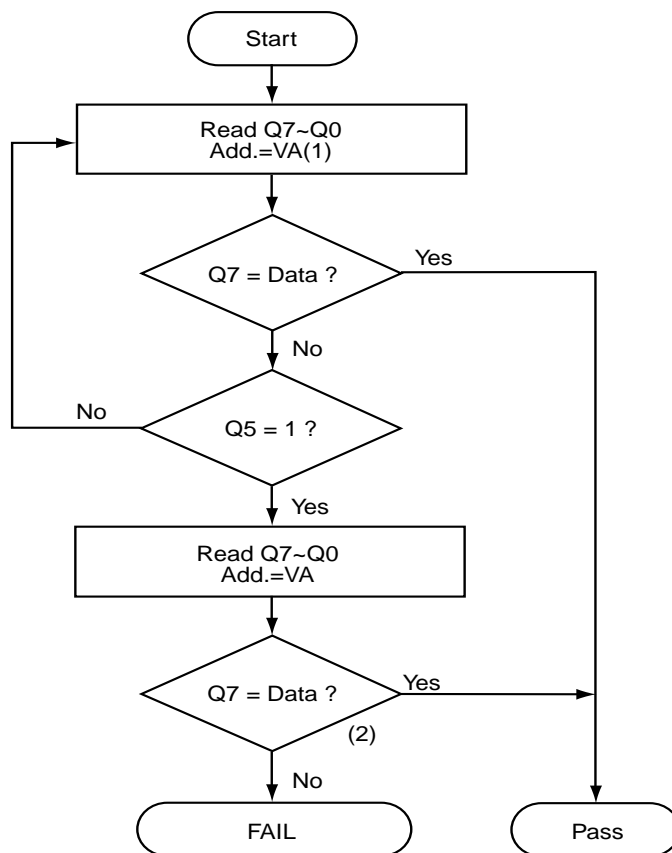 Start
Read Q7~Q0
Add.=VA(1)
Q7 = Data ?
Yes
No
No
Q5 = 1 ?
Yes
Read Q7~Q0
Add.=VA
Q7 = Data ?
Yes
(2)
No
FAIL
Pass